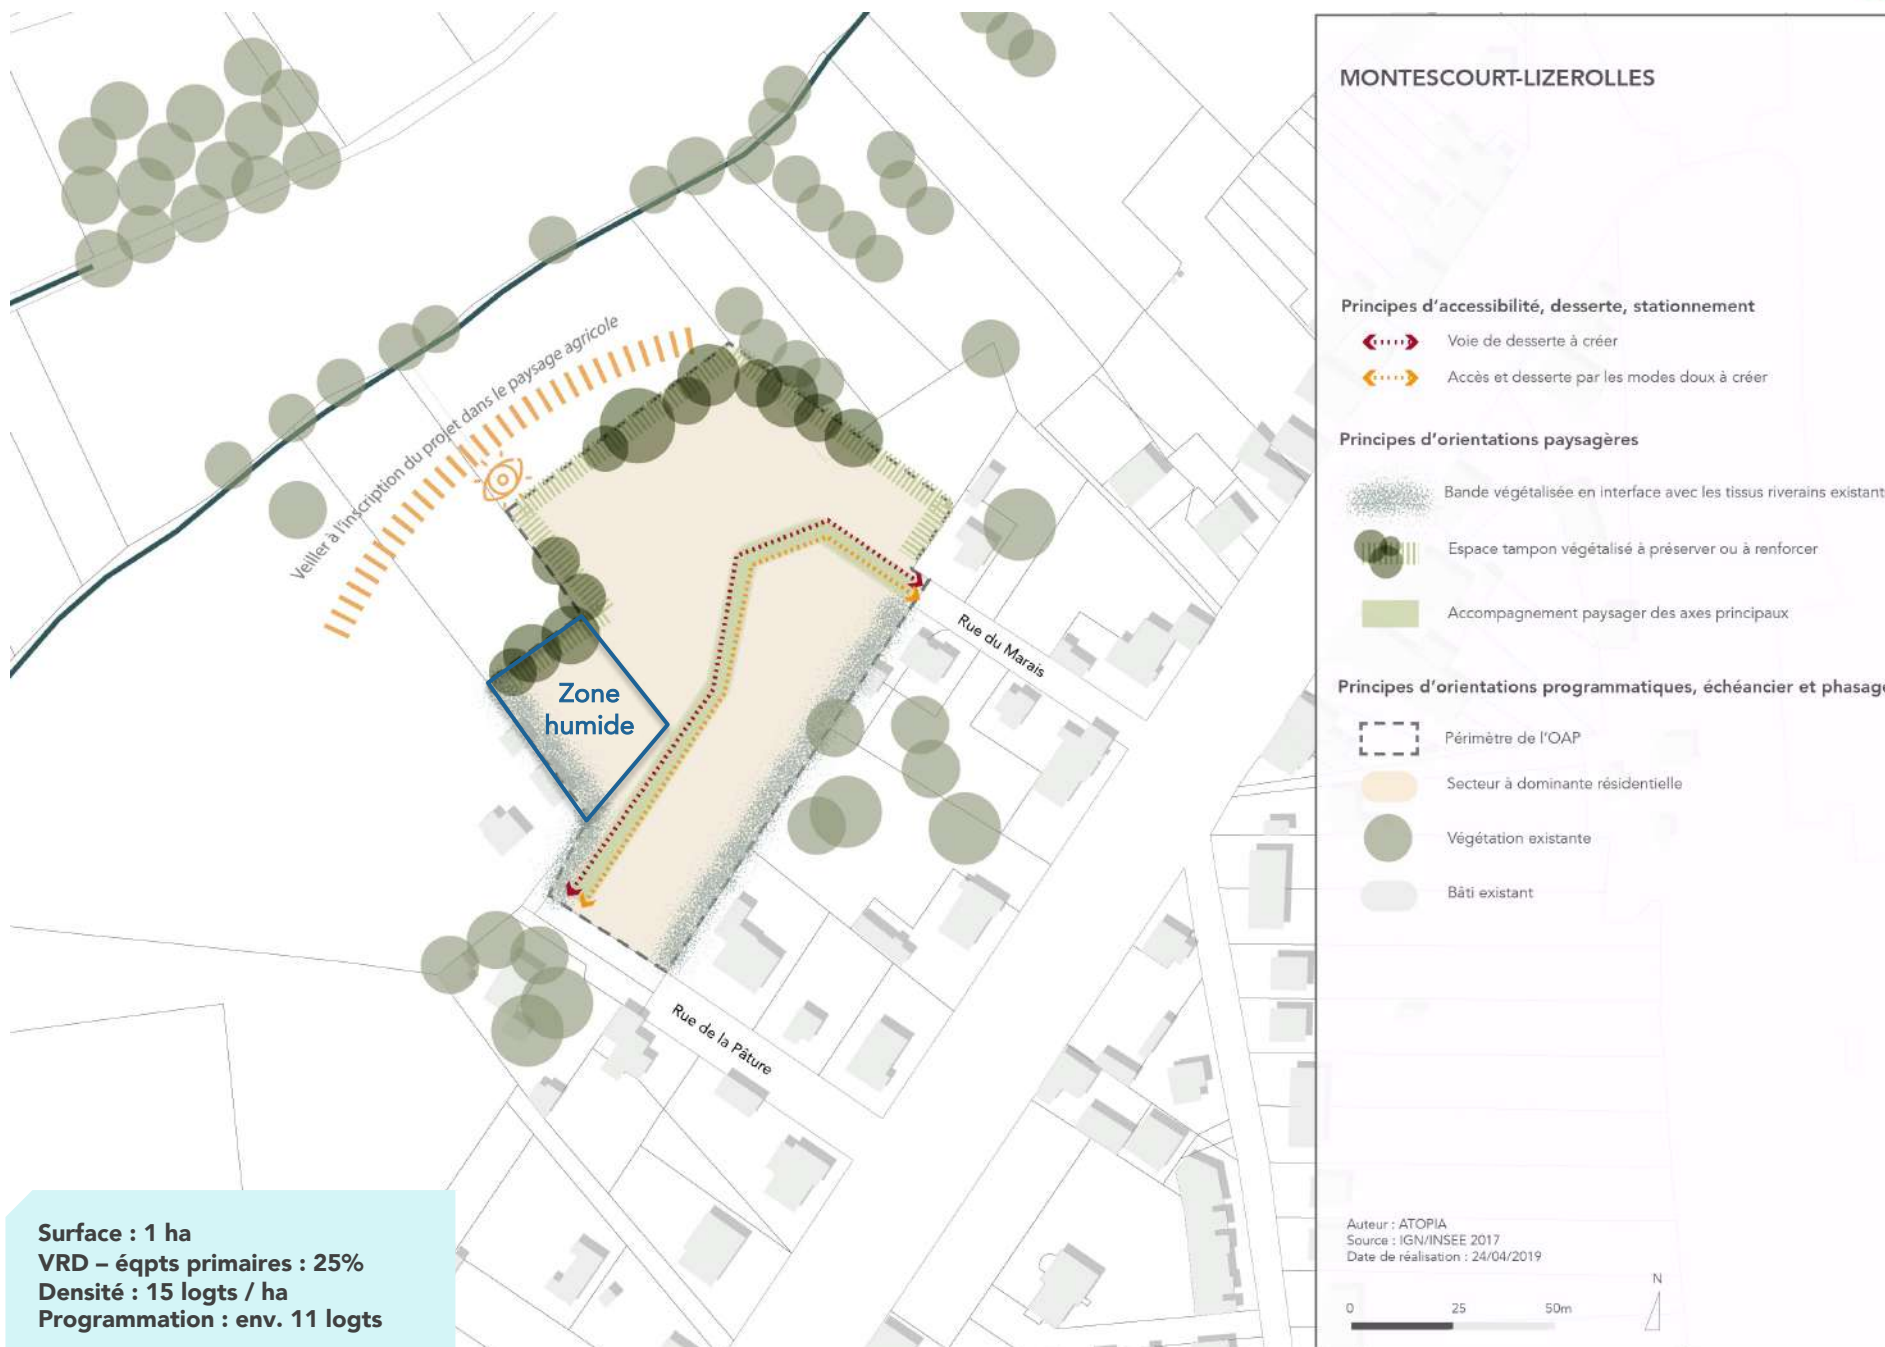 MONTESCOURT-LIZEROLLES
Principes d'accessibilité, desserte, stationnement
Voie de desserte à créer
Accès et desserte par les modes doux à créer
Principes d'orientations paysagères
Bande végétalisée en interface avec les tissus riverains existant
Espace tampon végétalisé à préserver ou à renforcer
Accompagnement paysager des axes principaux
Principes d'orientations programmatiques, échéancier et phasage
Périmètre de l'OAP
Secteur à dominante résidentielle
Végétation existante
Bâti existant
Auteur : ATOPIA
Source : IGN/INSEE 2017
Date de réalisation : 24/04/2019
N
0 25 50m
Veiller à l'inscription du projet dans le paysage agricole
Zone
humide
Rue du Marais
Rue de la Pâture
Surface : 1 ha
VRD – éqpts primaires : 25%
Densité : 15 logts / ha
Programmation : env. 11 logts